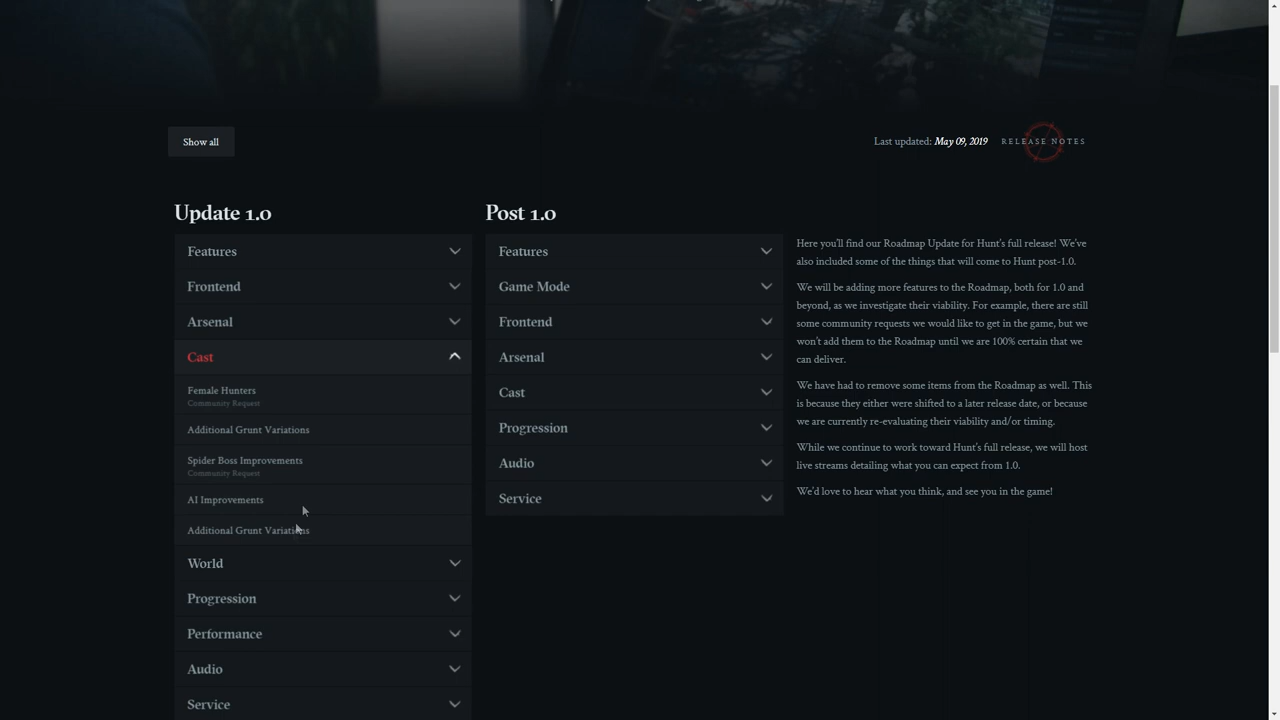 Show all
Last updated: May 09, 2019
RELEASE NOTES
Update 1.0
Features
Frontend
Arsenal
Cast
Female Hunters
Community Request
Additional Grunt Variations
Spider Boss Improvements
Community Request
AI Improvements
Additional Grunt Variations
World
Progression
Performance
Audio
Service
Post 1.0
Features
Game Mode
Frontend
Arsenal
Cast
Progression
Audio
Service
Here you'll find our Roadmap Update for Hunt's full release! We've
also included some of the things that will come to Hunt post-1.0.
We will be adding more features to the Roadmap, both for 1.0 and
beyond, as we investigate their viability. For example, there are still
some community requests we would like to get in the game, but we
won't add them to the Roadmap until we are 100% certain that we
can deliver.
We have had to remove some items from the Roadmap as well. This
is because they either were shifted to a later release date, or because
we are currently re-evaluating their viability and/or timing.
While we continue to work toward Hunt's full release, we will host
live streams detailing what you can expect from 1.0.
We'd love to hear what you think, and see you in the game!